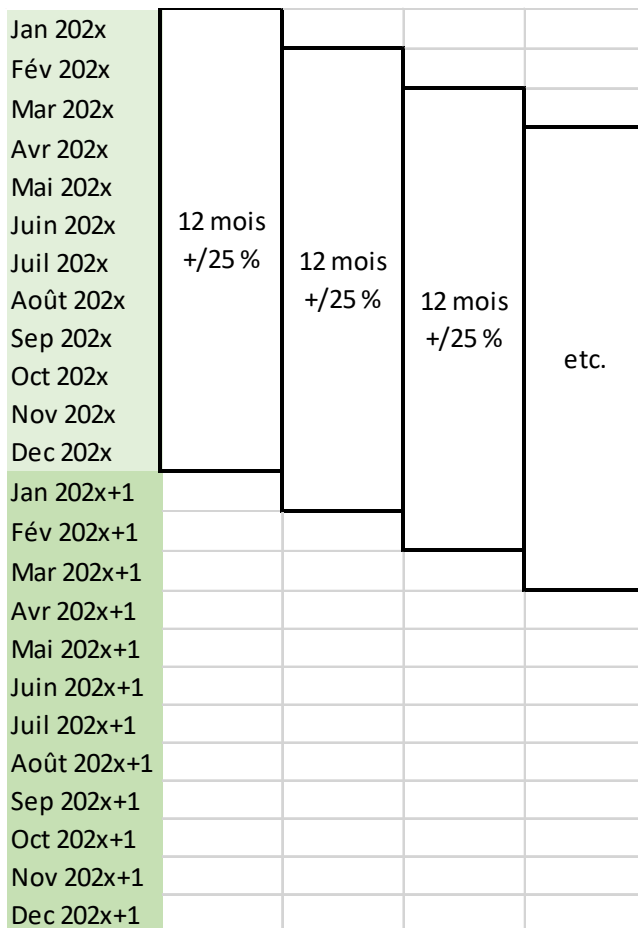 Jan 202x
Fév 202x
Mar 202x
Avr 202x
Mai 202x
Juin 202x
Juil 202x
Août 202x
Sep 202x
Oct 202x
Nov 202x
Dec 202x
Jan 202x+1
Fév 202x+1
Mar 202x+1
Avr 202x+1
Mai 202x+1
Juin 202x+1
Juil 202x+1
Août 202x+1
Sep 202x+1
Oct 202x+1
Nov 202x+1
Dec 202x+1
12 mois
+/25 %
12 mois
+/25 %
12 mois
+/25 %
etc.